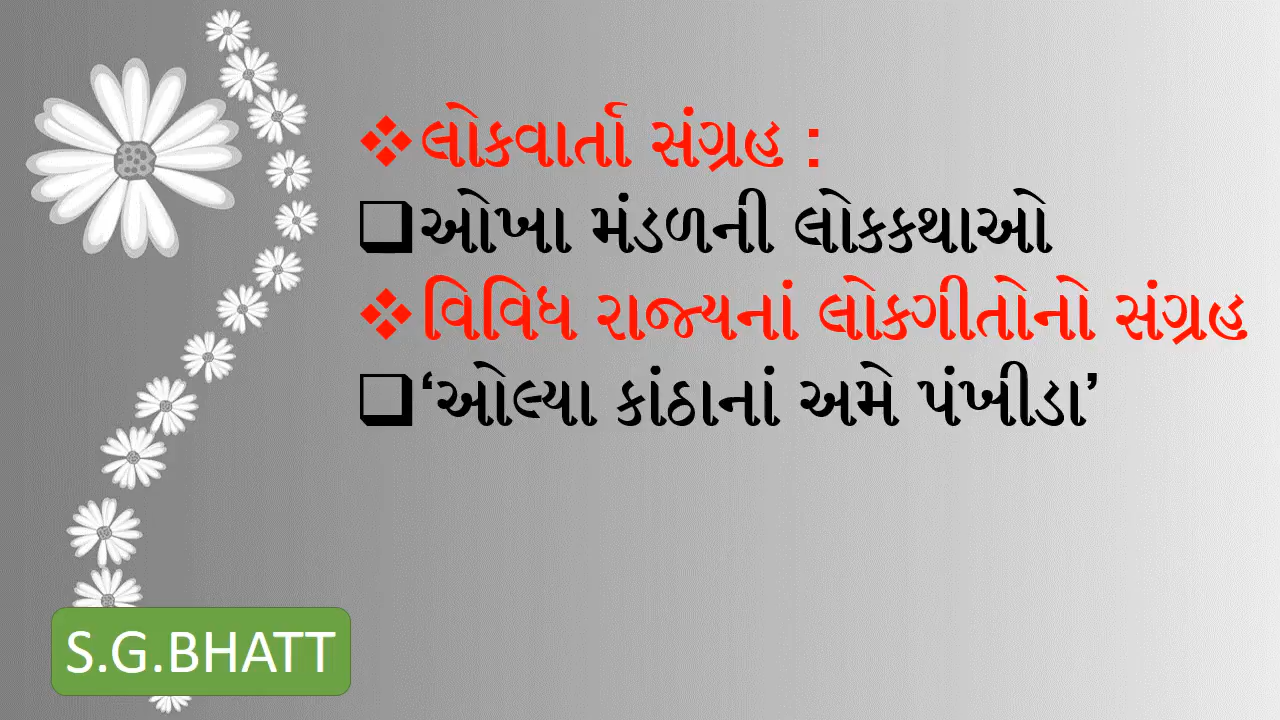 ❖લોકવાર્તા સંગ્રહ :
❑ઓખા મંડળની લોકકથાઓ
❖વિવિધ રાજ્યનાં લોકગીતોનો સંગ્રહ
❑‘ઓલ્યા કાંઠાનાં અમે પંખીડા’
S.G.BHATT